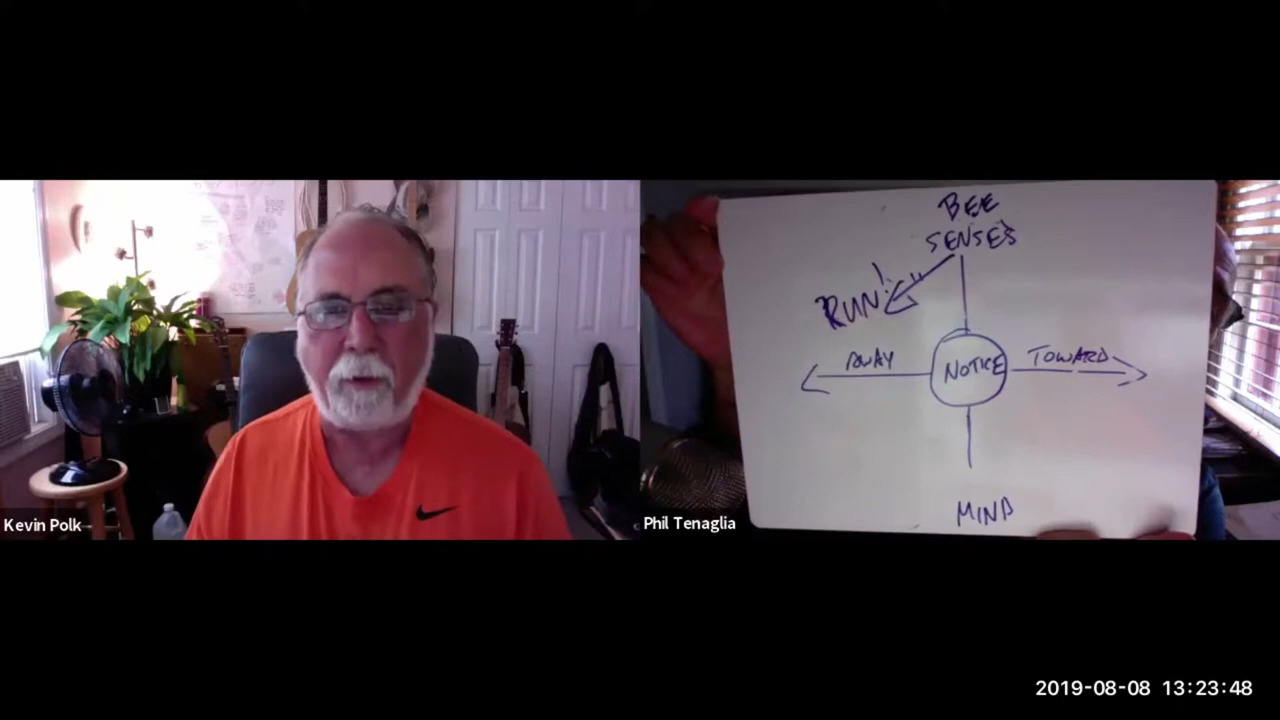 BEE
SENSES
RUN!
AWAY
NOTICE
TOWARD
MIND
Kevin Polk
Phil Tenaglia
2019-08-08 13:23:48